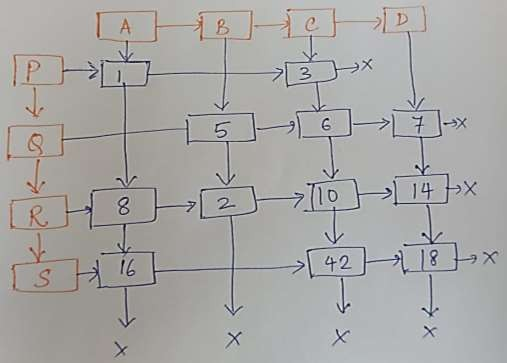 A B C D
P 1 3 X
Q 5 6 7 X
R 8 2 10 14 X
S 16 42 18 X
X X X X